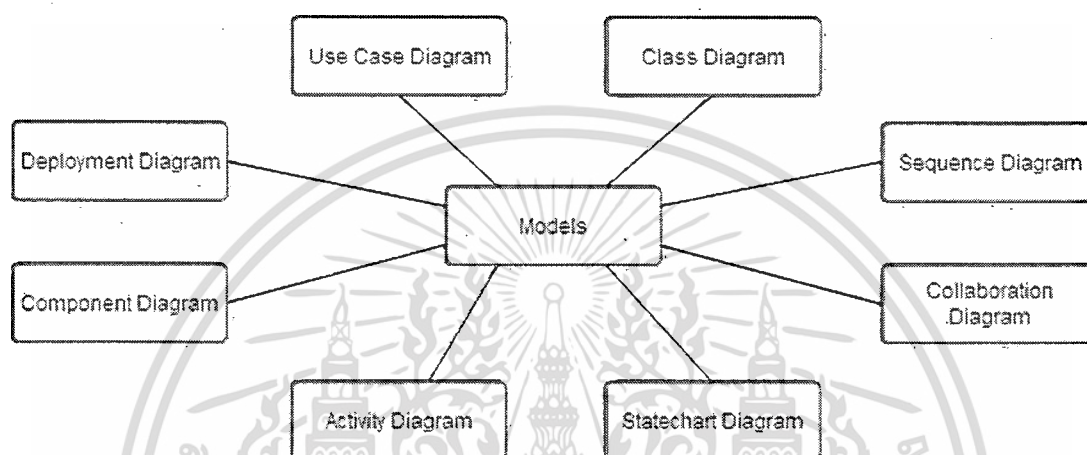 Use Case Diagram
Class Diagram
Deployment Diagram
Sequence Diagram
Models
Component Diagram
Collaboration
Diagram
Activity Diagram
Statechart Diagram